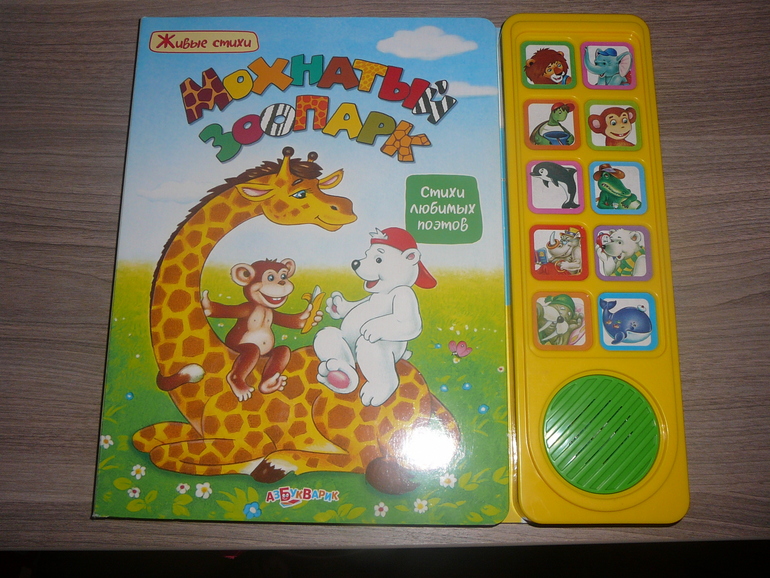 Живые стихи
Мохнатый
зоопарк
Стихи
любимых
поэтов
АЗБУКВАРИК